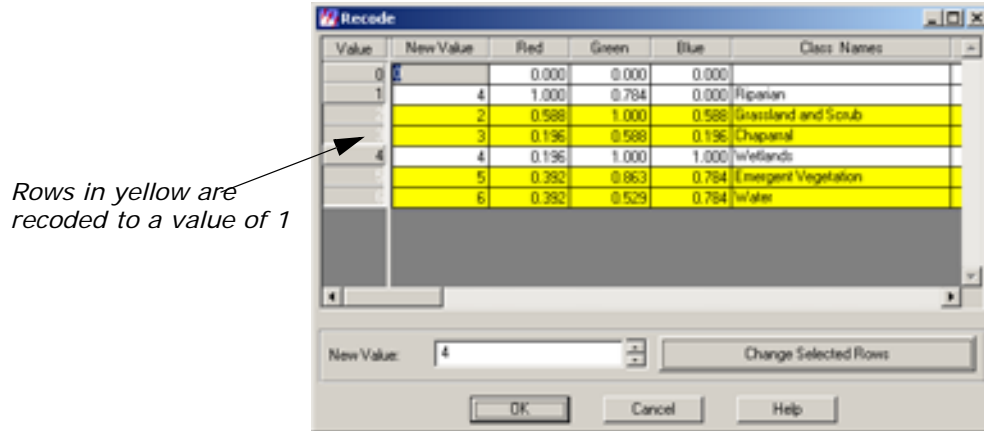 Recode
Value New Value Red Green Blue Class Names
0 0 0.000 0.000 0.000
1 4 1.000 0.784 0.000 Riparian
2 0.588 1.000 0.588 Grassland and Scrub
3 0.196 0.588 0.196 Chaparral
4 4 0.196 1.000 1.000 Wetlands
5 0.392 0.863 0.784 Emergent Vegetation
6 0.392 0.529 0.784 Water
Rows in yellow are
recoded to a value of 1
New Value: 4 Change Selected Rows
OK Cancel Help